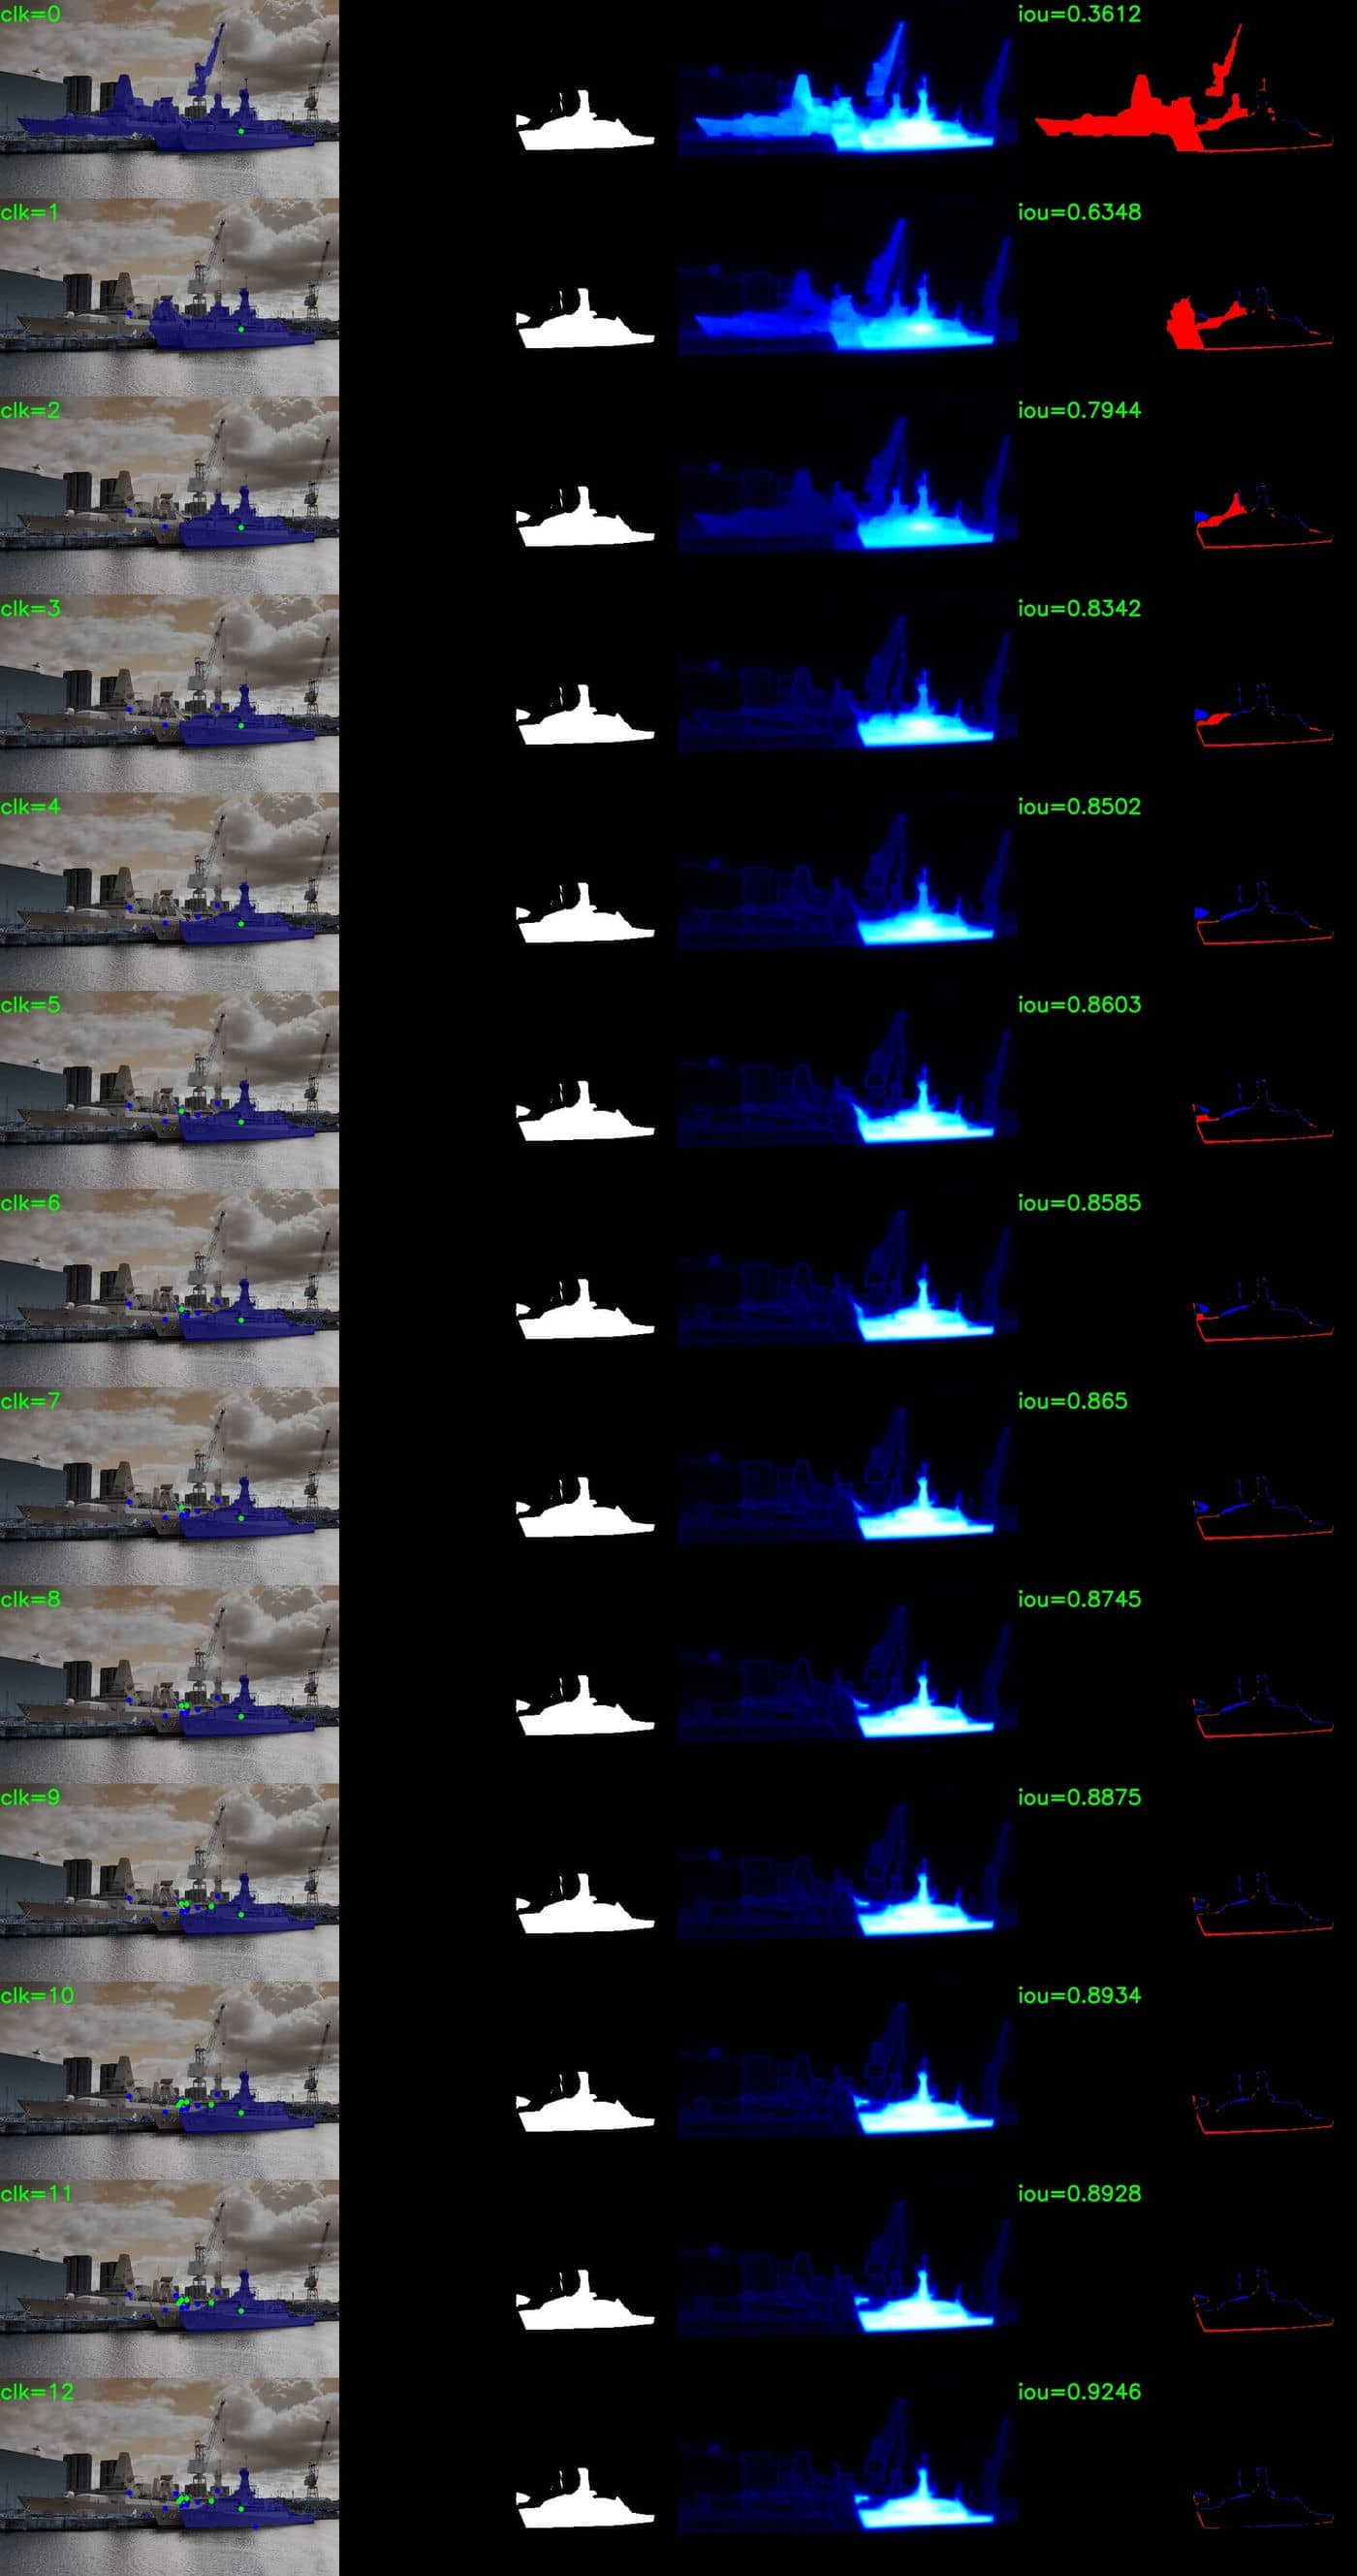 clk=0 iou=0.3612
clk=1 iou=0.6348
clk=2 iou=0.7944
clk=3 iou=0.8342
clk=4 iou=0.8502
clk=5 iou=0.8603
clk=6 iou=0.8585
clk=7 iou=0.865
clk=8 iou=0.8745
clk=9 iou=0.8875
clk=10 iou=0.8934
clk=11 iou=0.8928
clk=12 iou=0.9246